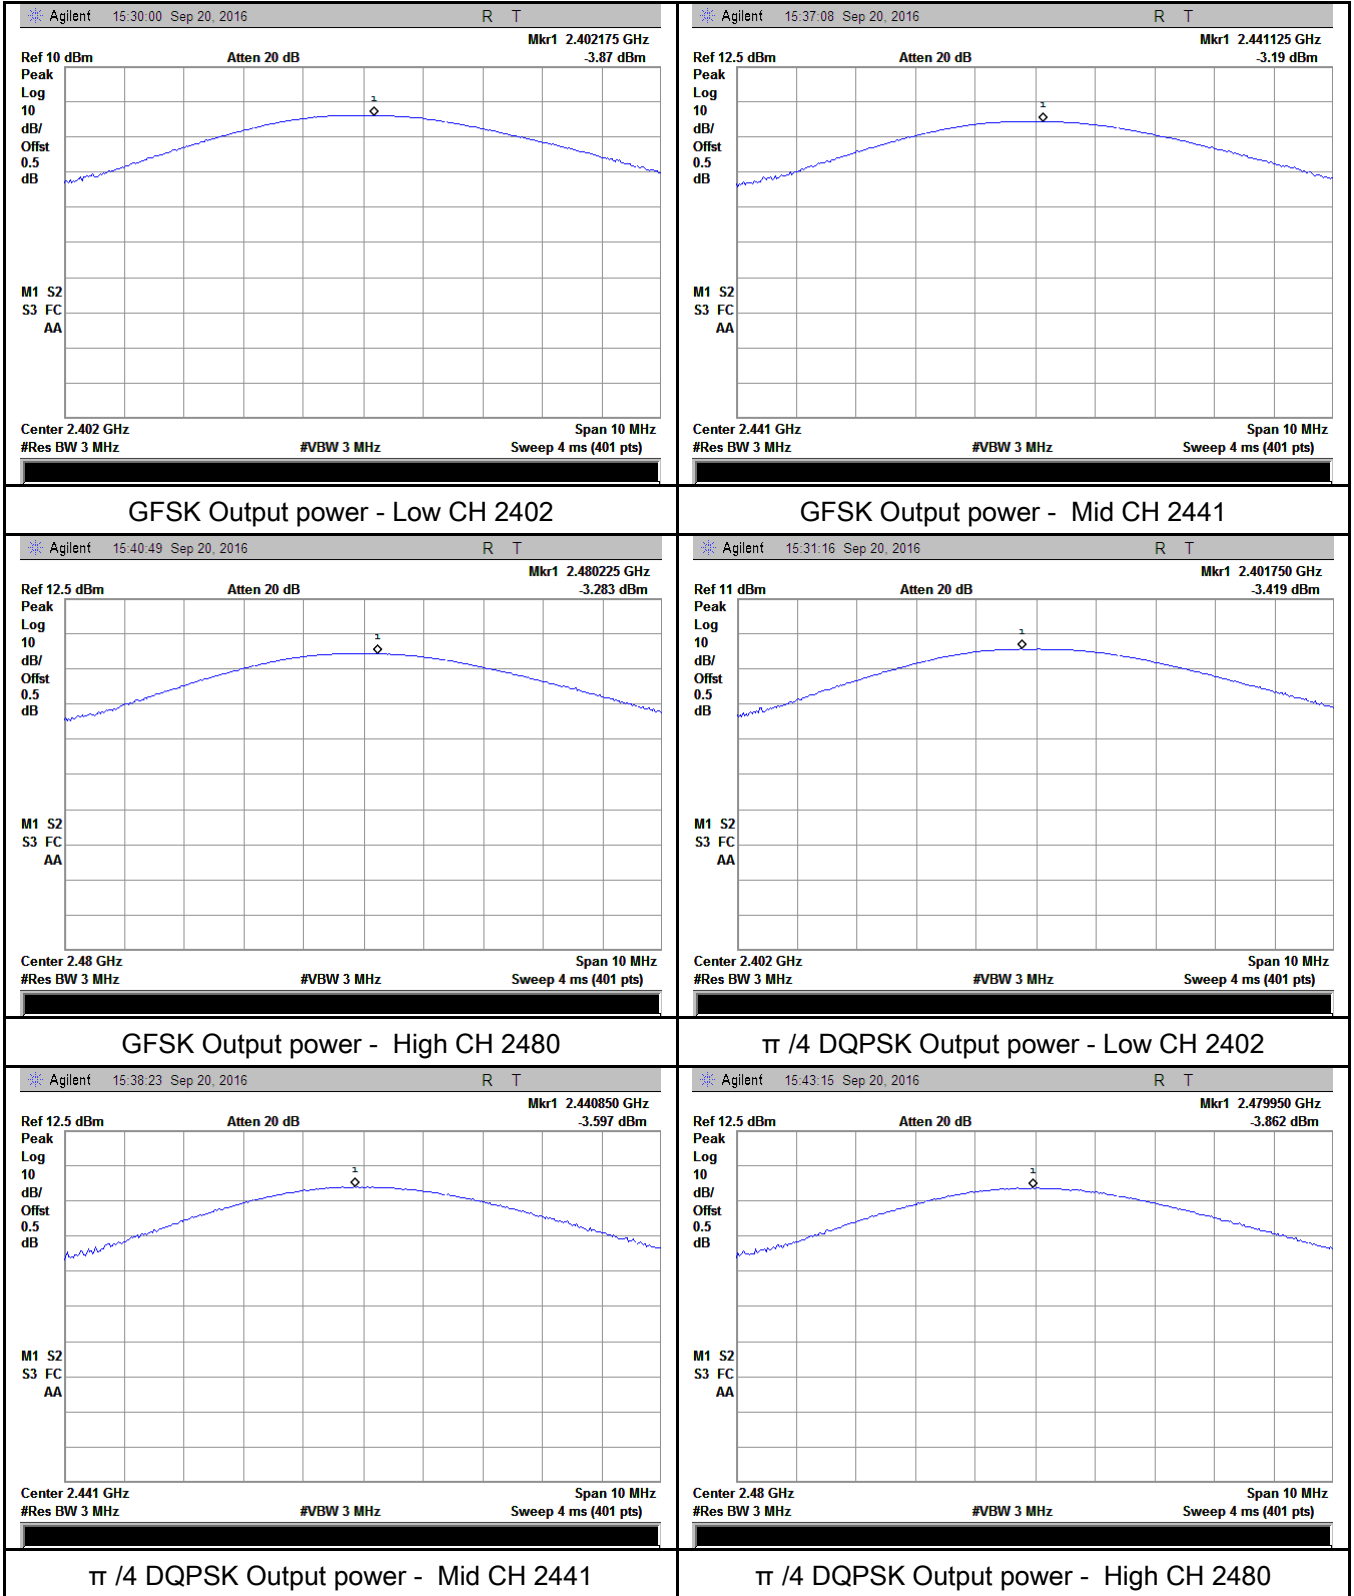 Agilent 15:30:00 Sep 20, 2016 R T
Mkr1 2.402175 GHz
Ref 10 dBm Atten 20 dB -3.87 dBm
Peak
Log
10
dB/
Offst
0.5
dB
1
M1 S2
S3 FC
AA
Center 2.402 GHz Span 10 MHz
#Res BW 3 MHz #VBW 3 MHz Sweep 4 ms (401 pts)
GFSK Output power - Low CH 2402
Agilent 15:37:08 Sep 20, 2016 R T
Mkr1 2.441125 GHz
Ref 12.5 dBm Atten 20 dB -3.19 dBm
Peak
Log
10
dB/
Offst
0.5
dB
1
M1 S2
S3 FC
AA
Center 2.441 GHz Span 10 MHz
#Res BW 3 MHz #VBW 3 MHz Sweep 4 ms (401 pts)
GFSK Output power - Mid CH 2441
Agilent 15:40:49 Sep 20, 2016 R T
Mkr1 2.480225 GHz
Ref 12.5 dBm Atten 20 dB -3.283 dBm
Peak
Log
10
dB/
Offst
0.5
dB
1
M1 S2
S3 FC
AA
Center 2.48 GHz Span 10 MHz
#Res BW 3 MHz #VBW 3 MHz Sweep 4 ms (401 pts)
GFSK Output power - High CH 2480
Agilent 15:31:16 Sep 20, 2016 R T
Mkr1 2.401750 GHz
Ref 11 dBm Atten 20 dB -3.419 dBm
Peak
Log
10
dB/
Offst
0.5
dB
1
M1 S2
S3 FC
AA
Center 2.402 GHz Span 10 MHz
#Res BW 3 MHz #VBW 3 MHz Sweep 4 ms (401 pts)
π /4 DQPSK Output power - Low CH 2402
Agilent 15:38:23 Sep 20, 2016 R T
Mkr1 2.440850 GHz
Ref 12.5 dBm Atten 20 dB -3.597 dBm
Peak
Log
10
dB/
Offst
0.5
dB
1
M1 S2
S3 FC
AA
Center 2.441 GHz Span 10 MHz
#Res BW 3 MHz #VBW 3 MHz Sweep 4 ms (401 pts)
π /4 DQPSK Output power - Mid CH 2441
Agilent 15:43:15 Sep 20, 2016 R T
Mkr1 2.479950 GHz
Ref 12.5 dBm Atten 20 dB -3.862 dBm
Peak
Log
10
dB/
Offst
0.5
dB
1
M1 S2
S3 FC
AA
Center 2.48 GHz Span 10 MHz
#Res BW 3 MHz #VBW 3 MHz Sweep 4 ms (401 pts)
π /4 DQPSK Output power - High CH 2480